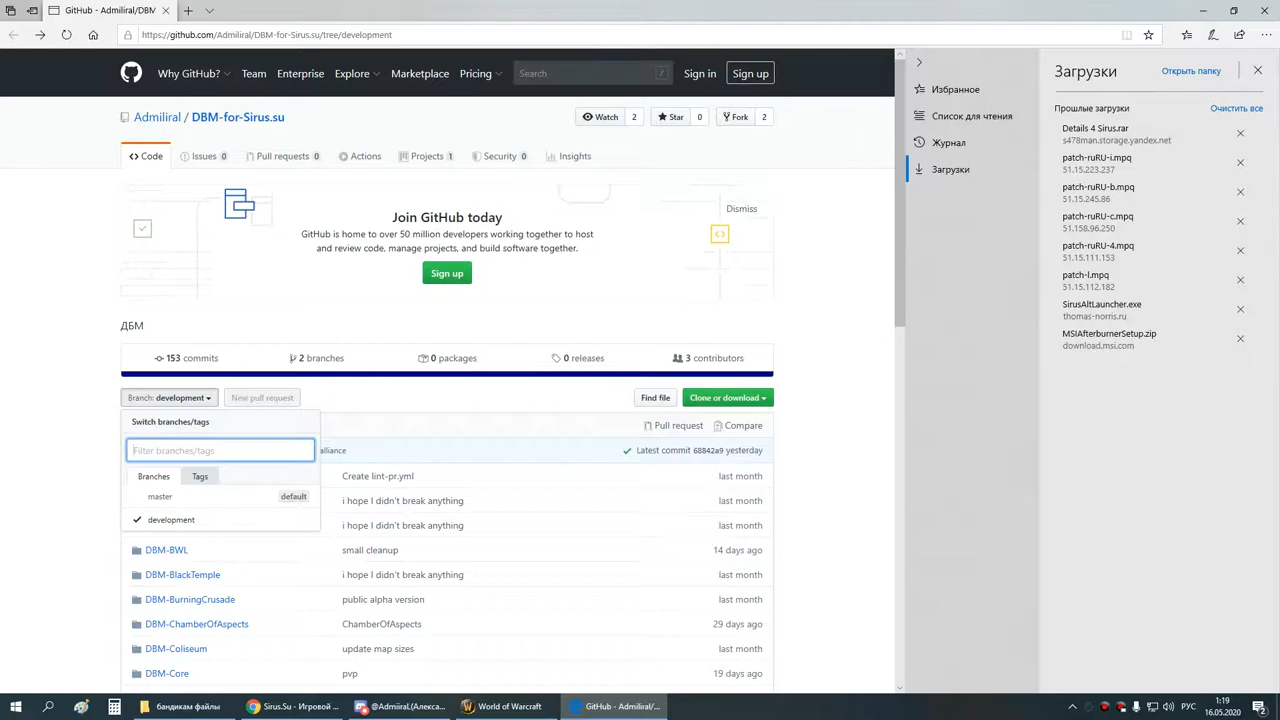 GitHub - Admiliral/DBM
https://github.com/Admiliral/DBM-for-Sirus.su/tree/development
Why GitHub?
Team
Enterprise
Explore
Marketplace
Pricing
Search
/
Sign in
Sign up
Admiliral / DBM-for-Sirus.su
Watch 2
Star 0
Fork 2
Code
Issues 0
Pull requests 0
Actions
Projects 1
Security 0
Insights
Join GitHub today
Dismiss
GitHub is home to over 50 million developers working together to host
and review code, manage projects, and build software together.
Sign up
ДБМ
153 commits
2 branches
0 packages
0 releases
3 contributors
Branch: development
New pull request
Find file
Clone or download
Switch branches/tags
Filter branches/tags
Branches
Tags
master
default
development
Pull request
Compare
alliance
Latest commit 68842a9 yesterday
Create lint-pr.yml last month
i hope I didn't break anything last month
i hope I didn't break anything last month
DBM-BWL small cleanup 14 days ago
DBM-BlackTemple i hope I didn't break anything last month
DBM-BurningCrusade public alpha version last month
DBM-ChamberOfAspects ChamberOfAspects 29 days ago
DBM-Coliseum update map sizes last month
DBM-Core pvp 19 days ago
Избранное
Список для чтения
Журнал
Загрузки
Загрузки
Открыть папку
Прошлые загрузки
Очистить все
Details 4 Sirus.rar
s478man.storage.yandex.net
patch-ruRU-i.mpq
51.15.223.237
patch-ruRU-b.mpq
51.15.245.86
patch-ruRU-c.mpq
51.158.96.250
patch-ruRU-4.mpq
51.15.111.153
patch-l.mpq
51.15.112.182
SirusAltLauncher.exe
thomas-norris.ru
MSIAfterburnerSetup.zip
download.msi.com
бандикам файлы
Sirus.Su - Игровой ...
@AdmiiraL(Алекса...
World of Warcraft
GitHub - Admiliral/...
РУС
1:19
16.05.2020
2